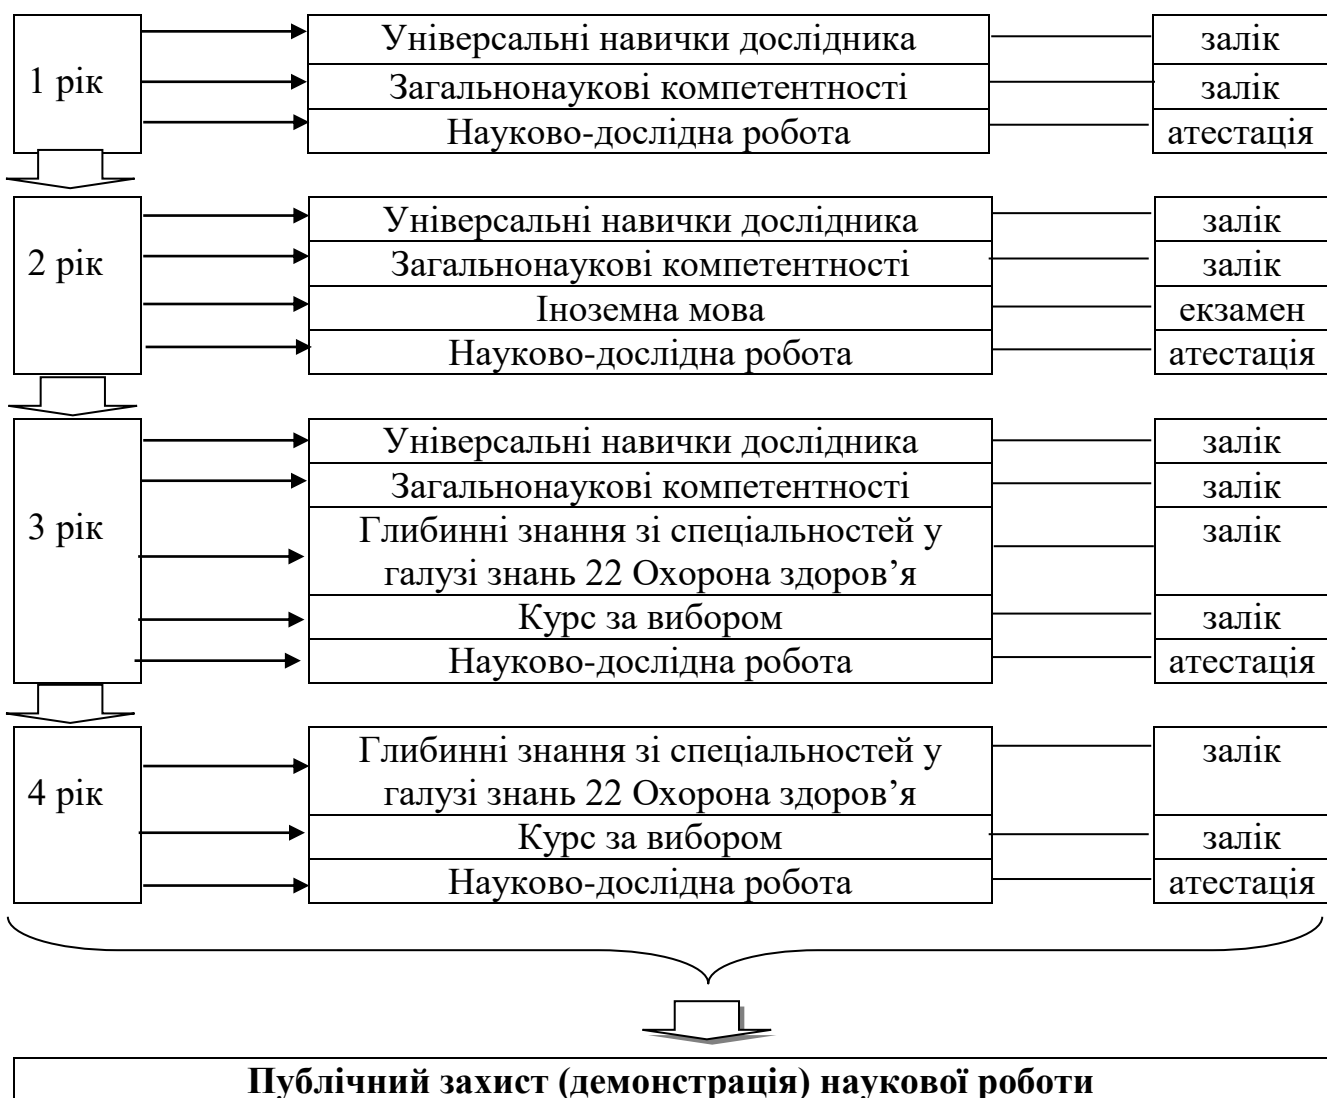 1 рік
Універсальні навички дослідника
залік
Загальнонаукові компетентності
залік
Науково-дослідна робота
атестація
2 рік
Універсальні навички дослідника
залік
Загальнонаукові компетентності
залік
Іноземна мова
екзамен
Науково-дослідна робота
атестація
3 рік
Універсальні навички дослідника
залік
Загальнонаукові компетентності
залік
Глибинні знання зі спеціальностей у
галузі знань 22 Охорона здоров’я
залік
Курс за вибором
залік
Науково-дослідна робота
атестація
4 рік
Глибинні знання зі спеціальностей у
галузі знань 22 Охорона здоров’я
залік
Курс за вибором
залік
Науково-дослідна робота
атестація
Публічний захист (демонстрація) наукової роботи